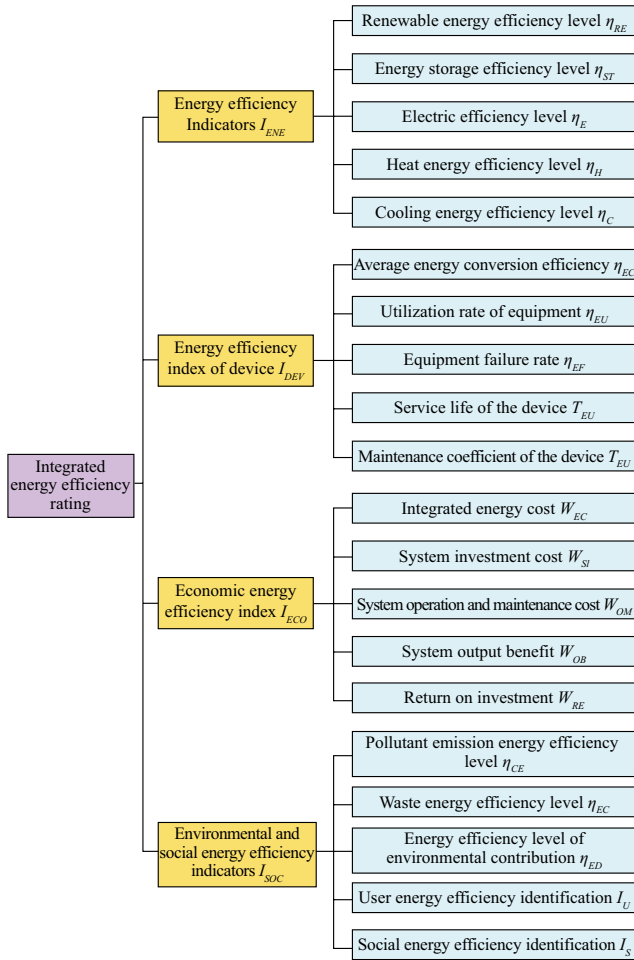 Integrated
energy efficiency
rating
Energy efficiency
Indicators I_ENE
Renewable energy efficiency level η_RE
Energy storage efficiency level η_ST
Electric efficiency level η_E
Heat energy efficiency level η_H
Cooling energy efficiency level η_C
Energy efficiency
index of device I_DEV
Average energy conversion efficiency η_EC
Utilization rate of equipment η_EU
Equipment failure rate η_EF
Service life of the device T_EU
Maintenance coefficient of the device T_EU
Economic energy
efficiency index I_ECO
Integrated energy cost W_EC
System investment cost W_SI
System operation and maintenance cost W_OM
System output benefit W_OB
Return on investment W_RE
Environmental and
social energy efficiency
indicators I_SOC
Pollutant emission energy efficiency
level η_CE
Waste energy efficiency level η_EC
Energy efficiency level of
environmental contribution η_ED
User energy efficiency identification I_U
Social energy efficiency identification I_S